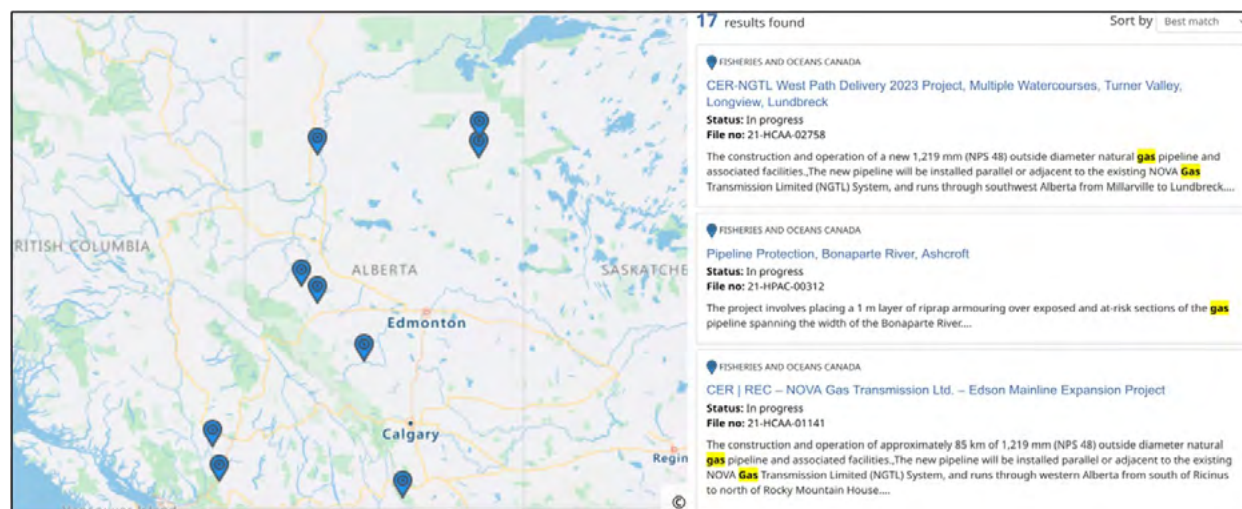 RITISH COLUMBIA
ALBERTA
SASKATCHE
Edmonton
Calgary
Regin
©
17 results found
Sort by Best match
FISHERIES AND OCEANS CANADA
CER-NGTL West Path Delivery 2023 Project, Multiple Watercourses, Turner Valley,
Longview, Lundbreck
Status: In progress
File no: 21-HCAA-02758
The construction and operation of a new 1,219 mm (NPS 48) outside diameter natural gas pipeline and
associated facilities.,The new pipeline will be installed parallel or adjacent to the existing NOVA Gas
Transmission Limited (NGTL) System, and runs through southwest Alberta from Millarville to Lundbreck....
FISHERIES AND OCEANS CANADA
Pipeline Protection, Bonaparte River, Ashcroft
Status: In progress
File no: 21-HPAC-00312
The project involves placing a 1 m layer of riprap armouring over exposed and at-risk sections of the gas
pipeline spanning the width of the Bonaparte River....
FISHERIES AND OCEANS CANADA
CER | REC – NOVA Gas Transmission Ltd. – Edson Mainline Expansion Project
Status: In progress
File no: 21-HCAA-01141
The construction and operation of approximately 85 km of 1,219 mm (NPS 48) outside diameter natural
gas pipeline and associated facilities.,The new pipeline will be installed parallel or adjacent to the existing
NOVA Gas Transmission Limited (NGTL) System, and runs through western Alberta from south of Ricinus
to north of Rocky Mountain House....